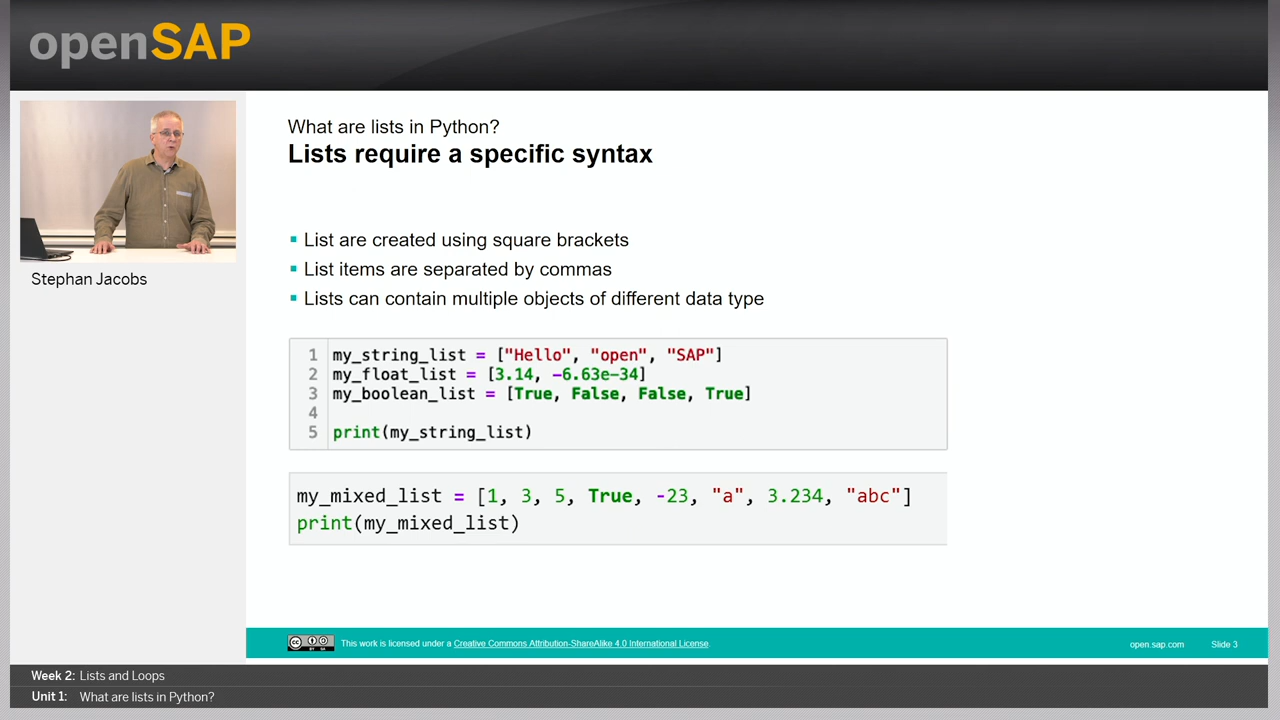 openSAP
What are lists in Python?
Lists require a specific syntax
List are created using square brackets
List items are separated by commas
Lists can contain multiple objects of different data type
Stephan Jacobs
1 my_string_list = ["Hello", "open", "SAP"]
2 my_float_list = [3.14, -6.63e-34]
3 my_boolean_list = [True, False, False, True]
4
5 print(my_string_list)
my_mixed_list = [1, 3, 5, True, -23, "a", 3.234, "abc"]
print(my_mixed_list)
cc BY SA This work is licensed under a Creative Commons Attribution-ShareAlike 4.0 International License. open.sap.com Slide 3
Week 2: Lists and Loops
Unit 1: What are lists in Python?